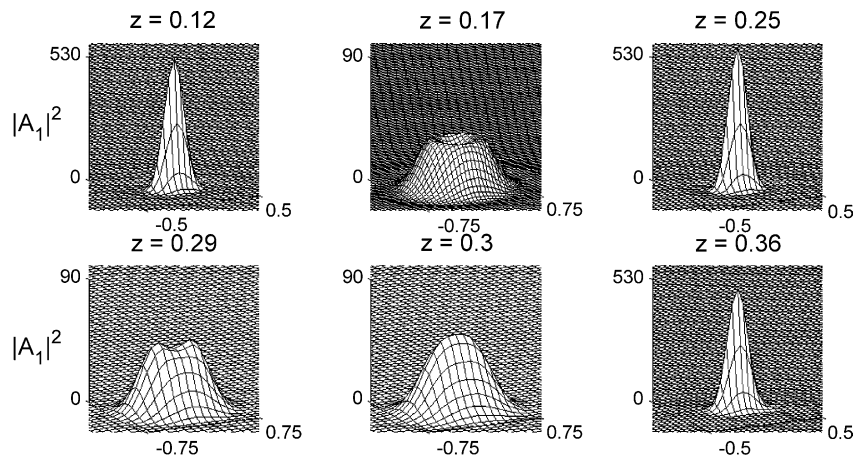 z = 0.12 z = 0.17 z = 0.25
530 90 530
|A1|2
0 0 0
0.5 0.75 0.5
-0.5 -0.75 -0.5
z = 0.29 z = 0.3 z = 0.36
90 90 530
|A1|2
0 0 0
0.75 0.75 0.5
-0.75 -0.75 -0.5